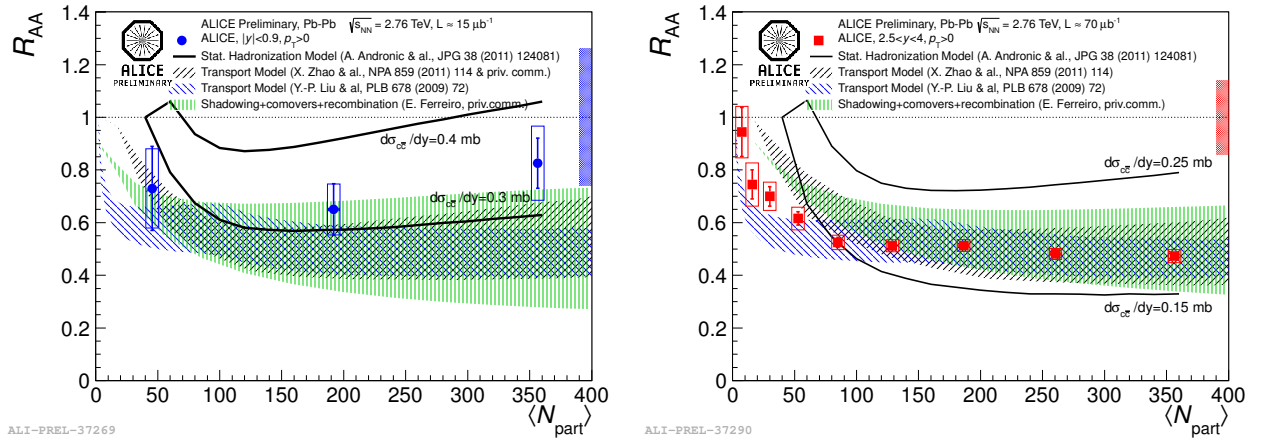 R_AA
1.4
1.2
1
0.8
0.6
0.4
0.2
0
ALICE
PRELIMINARY
ALICE Preliminary, Pb-Pb √s_NN = 2.76 TeV, L ≈ 15 μb⁻¹
ALICE, |y|<0.9, p_T>0
Stat. Hadronization Model (A. Andronic & al., JPG 38 (2011) 124081)
Transport Model (X. Zhao & al., NPA 859 (2011) 114 & priv. comm.)
Transport Model (Y.-P. Liu & al, PLB 678 (2009) 72)
Shadowing+comovers+recombination (E. Ferreiro, priv.comm.)
dσ_cc̅ /dy=0.4 mb
dσ_cc̅ /dy=0.3 mb
0 50 100 150 200 250 300 350 400
⟨N_part⟩
ALI-PREL-37269
R_AA
1.4
1.2
1
0.8
0.6
0.4
0.2
0
ALICE
PRELIMINARY
ALICE Preliminary, Pb-Pb √s_NN = 2.76 TeV, L ≈ 70 μb⁻¹
ALICE, 2.5<y<4, p_T>0
Stat. Hadronization Model (A. Andronic & al., JPG 38 (2011) 124081)
Transport Model (X. Zhao & al., NPA 859 (2011) 114)
Transport Model (Y.-P. Liu & al, PLB 678 (2009) 72)
Shadowing+comovers+recombination (E. Ferreiro, priv.comm.)
dσ_cc̅ /dy=0.25 mb
dσ_cc̅ /dy=0.15 mb
0 50 100 150 200 250 300 350 400
⟨N_part⟩
ALI-PREL-37290